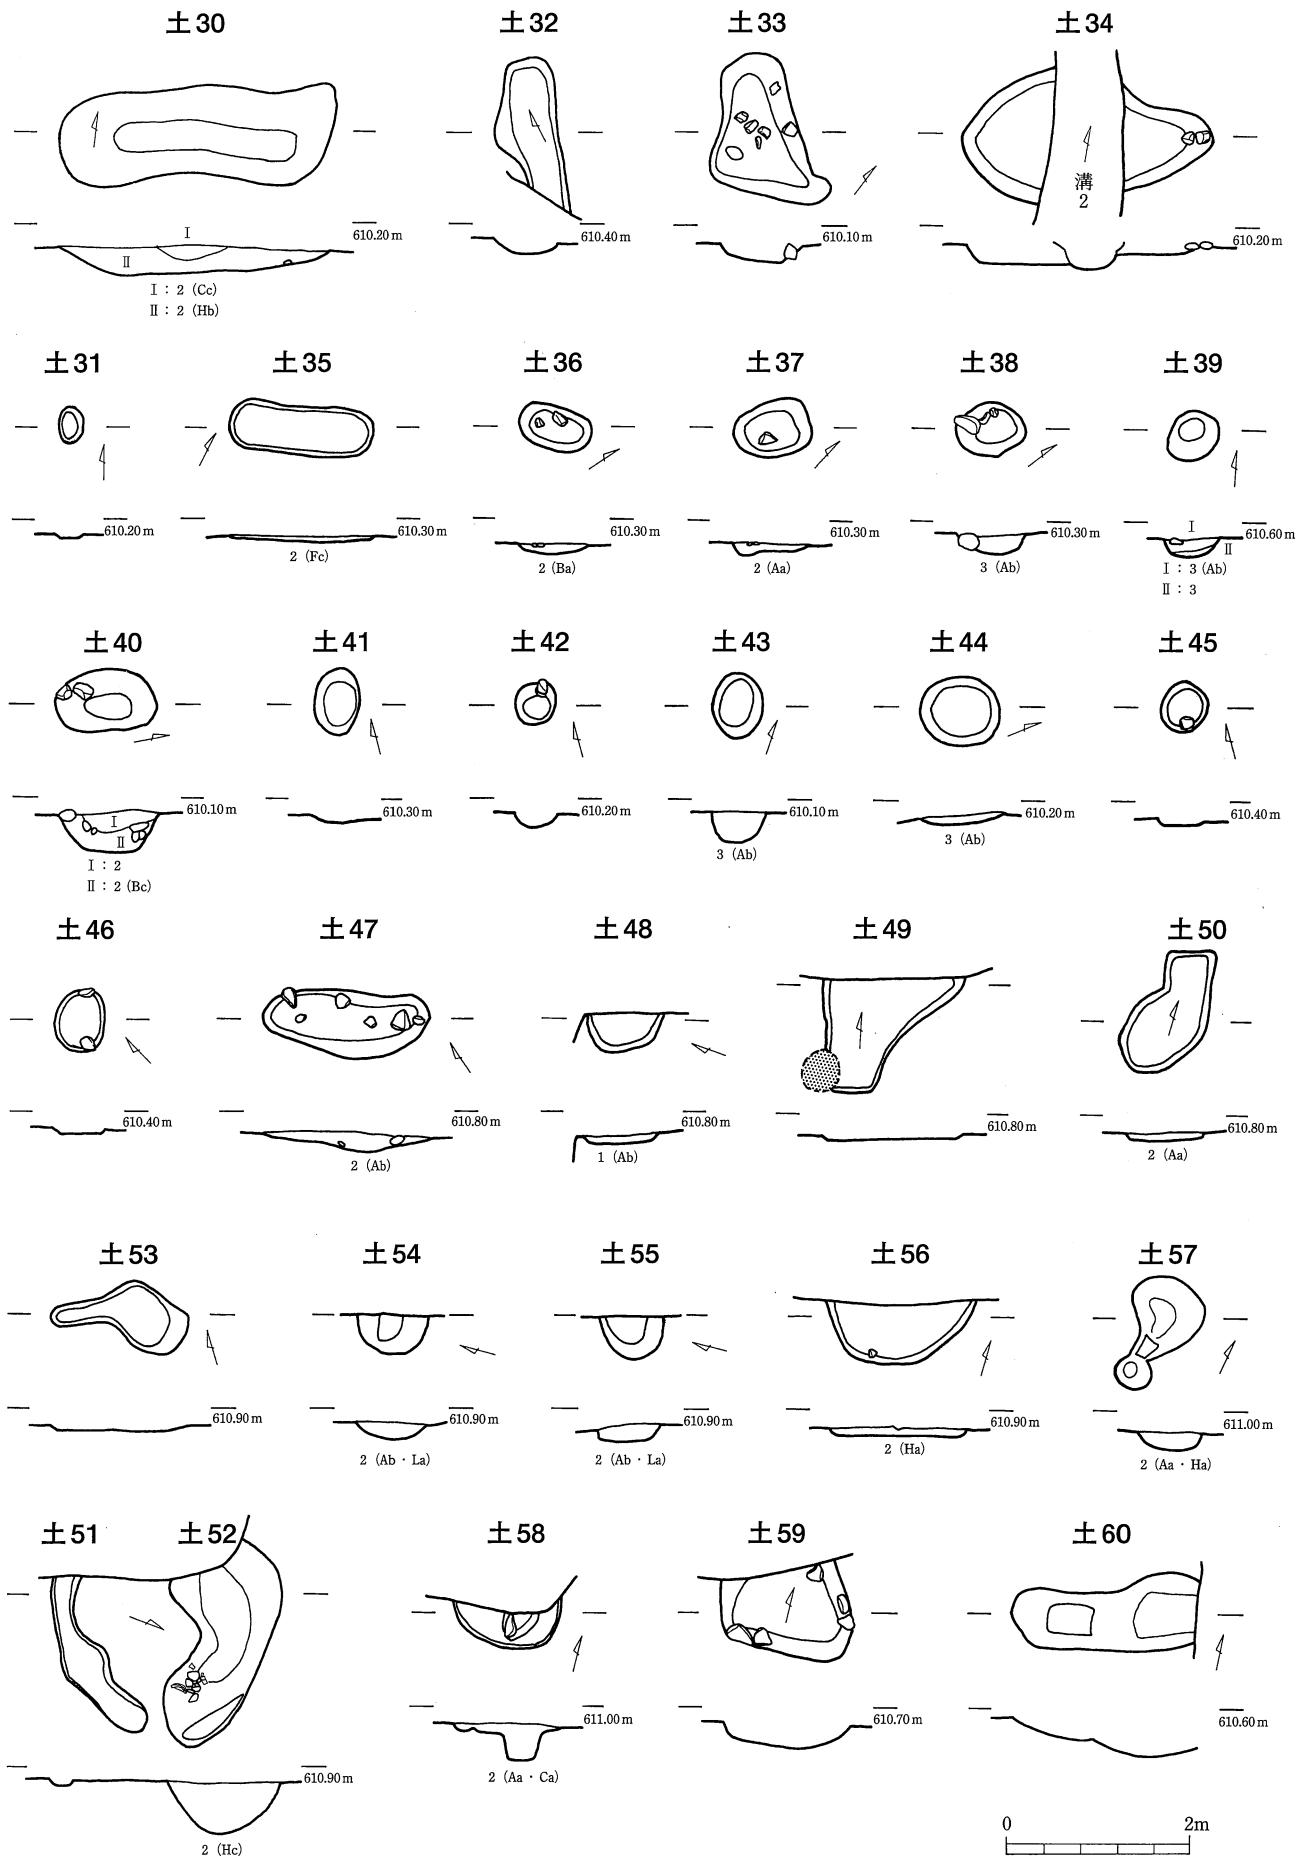 土30
土32
土33
土34
溝
2
610.20m
610.40m
610.10m
610.20m
Ⅰ
Ⅱ
Ⅰ：2 (Cc)
Ⅱ：2 (Hb)
土31
土35
土36
土37
土38
土39
610.20m
610.30m
610.30m
610.30m
610.30m
610.60m
Ⅰ
Ⅱ
2 (Fc)
2 (Ba)
2 (Aa)
3 (Ab)
Ⅰ：3 (Ab)
Ⅱ：3
土40
土41
土42
土43
土44
土45
610.10m
610.30m
610.20m
610.10m
610.20m
610.40m
Ⅰ
Ⅱ
Ⅰ：2
Ⅱ：2 (Bc)
3 (Ab)
3 (Ab)
土46
土47
土48
土49
土50
610.40m
610.80m
610.80m
610.80m
610.80m
2 (Ab)
1 (Ab)
2 (Aa)
土53
土54
土55
土56
土57
610.90m
610.90m
610.90m
610.90m
611.00m
2 (Ab・La)
2 (Ab・La)
2 (Ha)
2 (Aa・Ha)
土51
土52
土58
土59
土60
611.00m
610.70m
610.60m
610.90m
2 (Hc)
2 (Aa・Ca)
0
2m